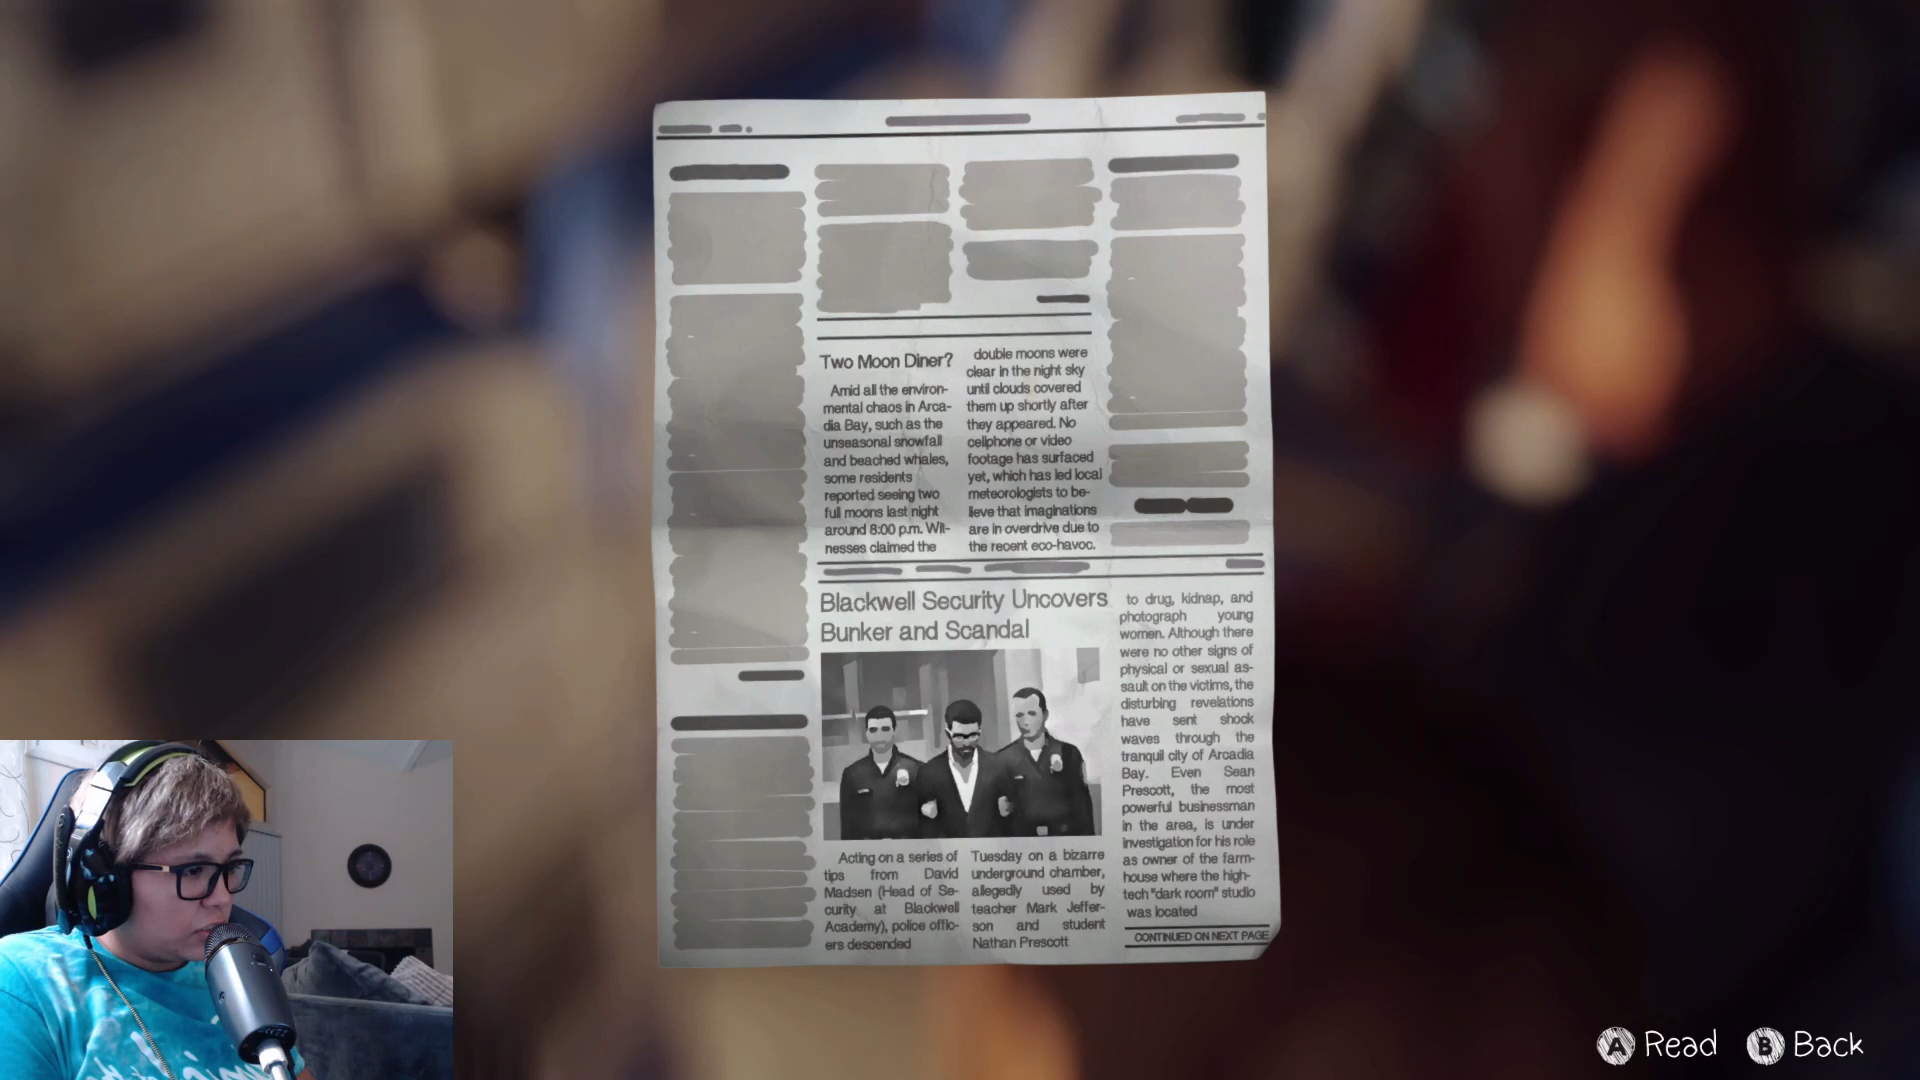 Two Moon Diner?
Amid all the environ-
mental chaos in Arca-
dia Bay, such as the
unseasonal snowfall
and beached whales,
some residents
reported seeing two
full moons last night
around 8:00 p.m. Wit-
nesses claimed the
double moons were
clear in the night sky
until clouds covered
them up shortly after
they appeared. No
cellphone or video
footage has surfaced
yet, which has led local
meteorologists to be-
lieve that imaginations
are in overdrive due to
the recent eco-havoc.
Blackwell Security Uncovers
Bunker and Scandal
Acting on a series of
tips from David
Madsen (Head of Se-
curity at Blackwell
Academy), police offic-
ers descended
Tuesday on a bizarre
underground chamber,
allegedly used by
teacher Mark Jeffer-
son and student
Nathan Prescott
to drug, kidnap, and
photograph young
women. Although there
were no other signs of
physical or sexual as-
sault on the victims, the
disturbing revelations
have sent shock
waves through the
tranquil city of Arcadia
Bay. Even Sean
Prescott, the most
powerful businessman
in the area, is under
investigation for his role
as owner of the farm-
house where the high-
tech "dark room" studio
was located
CONTINUED ON NEXT PAGE
A Read B Back